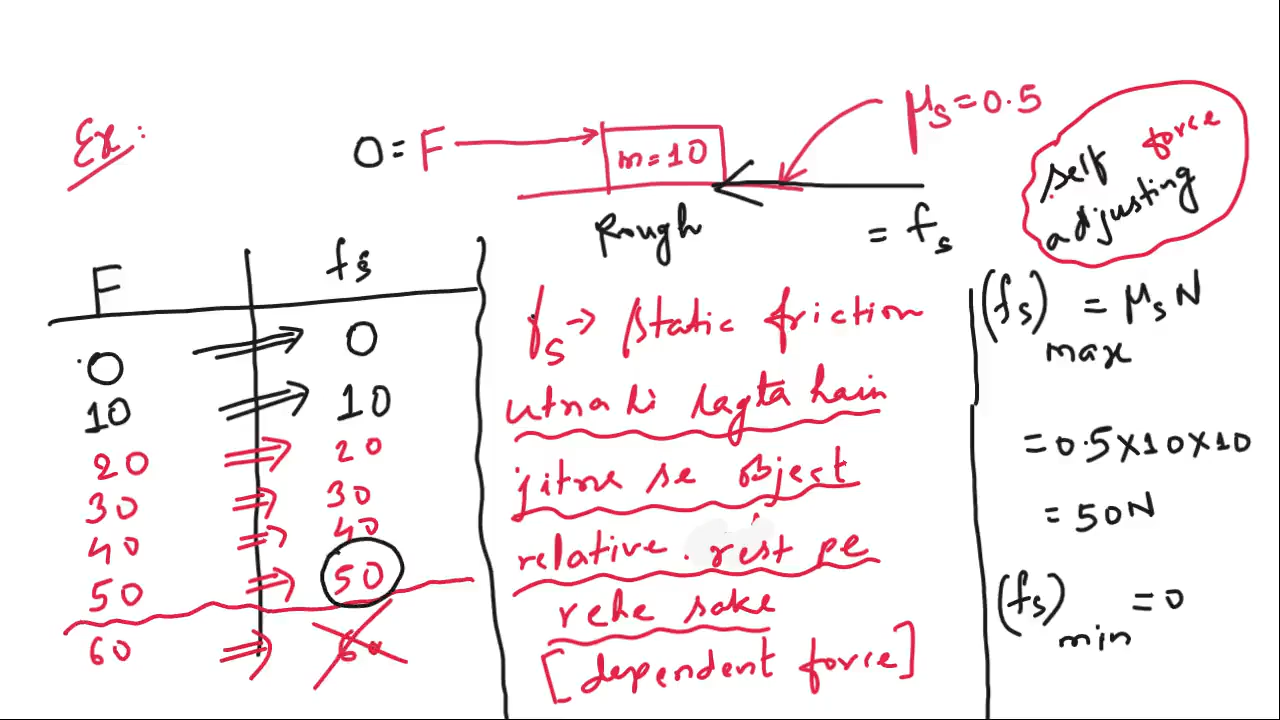 Ex:
0 = F
m=10
μs = 0.5
Rough
= fs
self force
adjusting
F fs
0 ⇒ 0
10 ⇒ 10
20 ⇒ 20
30 ⇒ 30
40 ⇒ 40
50 ⇒ 50
60 ⇒ 60
fs → static friction
utna hi lagta hain
jitne se object
relative rest pe
rehe sake
[dependent force]
(fs)max = μs N
= 0.5×10×10
= 50N
(fs)min = 0